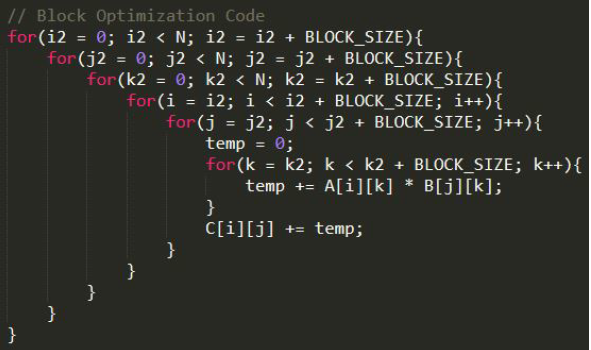 // Block Optimization Code
for(i2 = 0; i2 < N; i2 = i2 + BLOCK_SIZE){
    for(j2 = 0; j2 < N; j2 = j2 + BLOCK_SIZE){
        for(k2 = 0; k2 < N; k2 = k2 + BLOCK_SIZE){
            for(i = i2; i < i2 + BLOCK_SIZE; i++){
                for(j = j2; j < j2 + BLOCK_SIZE; j++){
                    temp = 0;
                    for(k = k2; k < k2 + BLOCK_SIZE; k++){
                        temp += A[i][k] * B[j][k];
                    }
                    C[i][j] += temp;
                }
            }
        }
    }
}